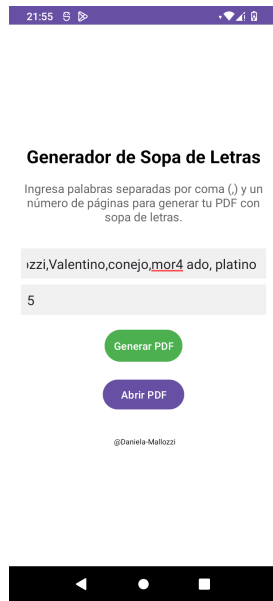 21:55
Generador de Sopa de Letras
Ingresa palabras separadas por coma (,) y un
número de páginas para generar tu PDF con
sopa de letras.
ozzi,Valentino,conejo,mor4 ado, platino
5
Generar PDF
Abrir PDF
@Daniela-Mallozzi